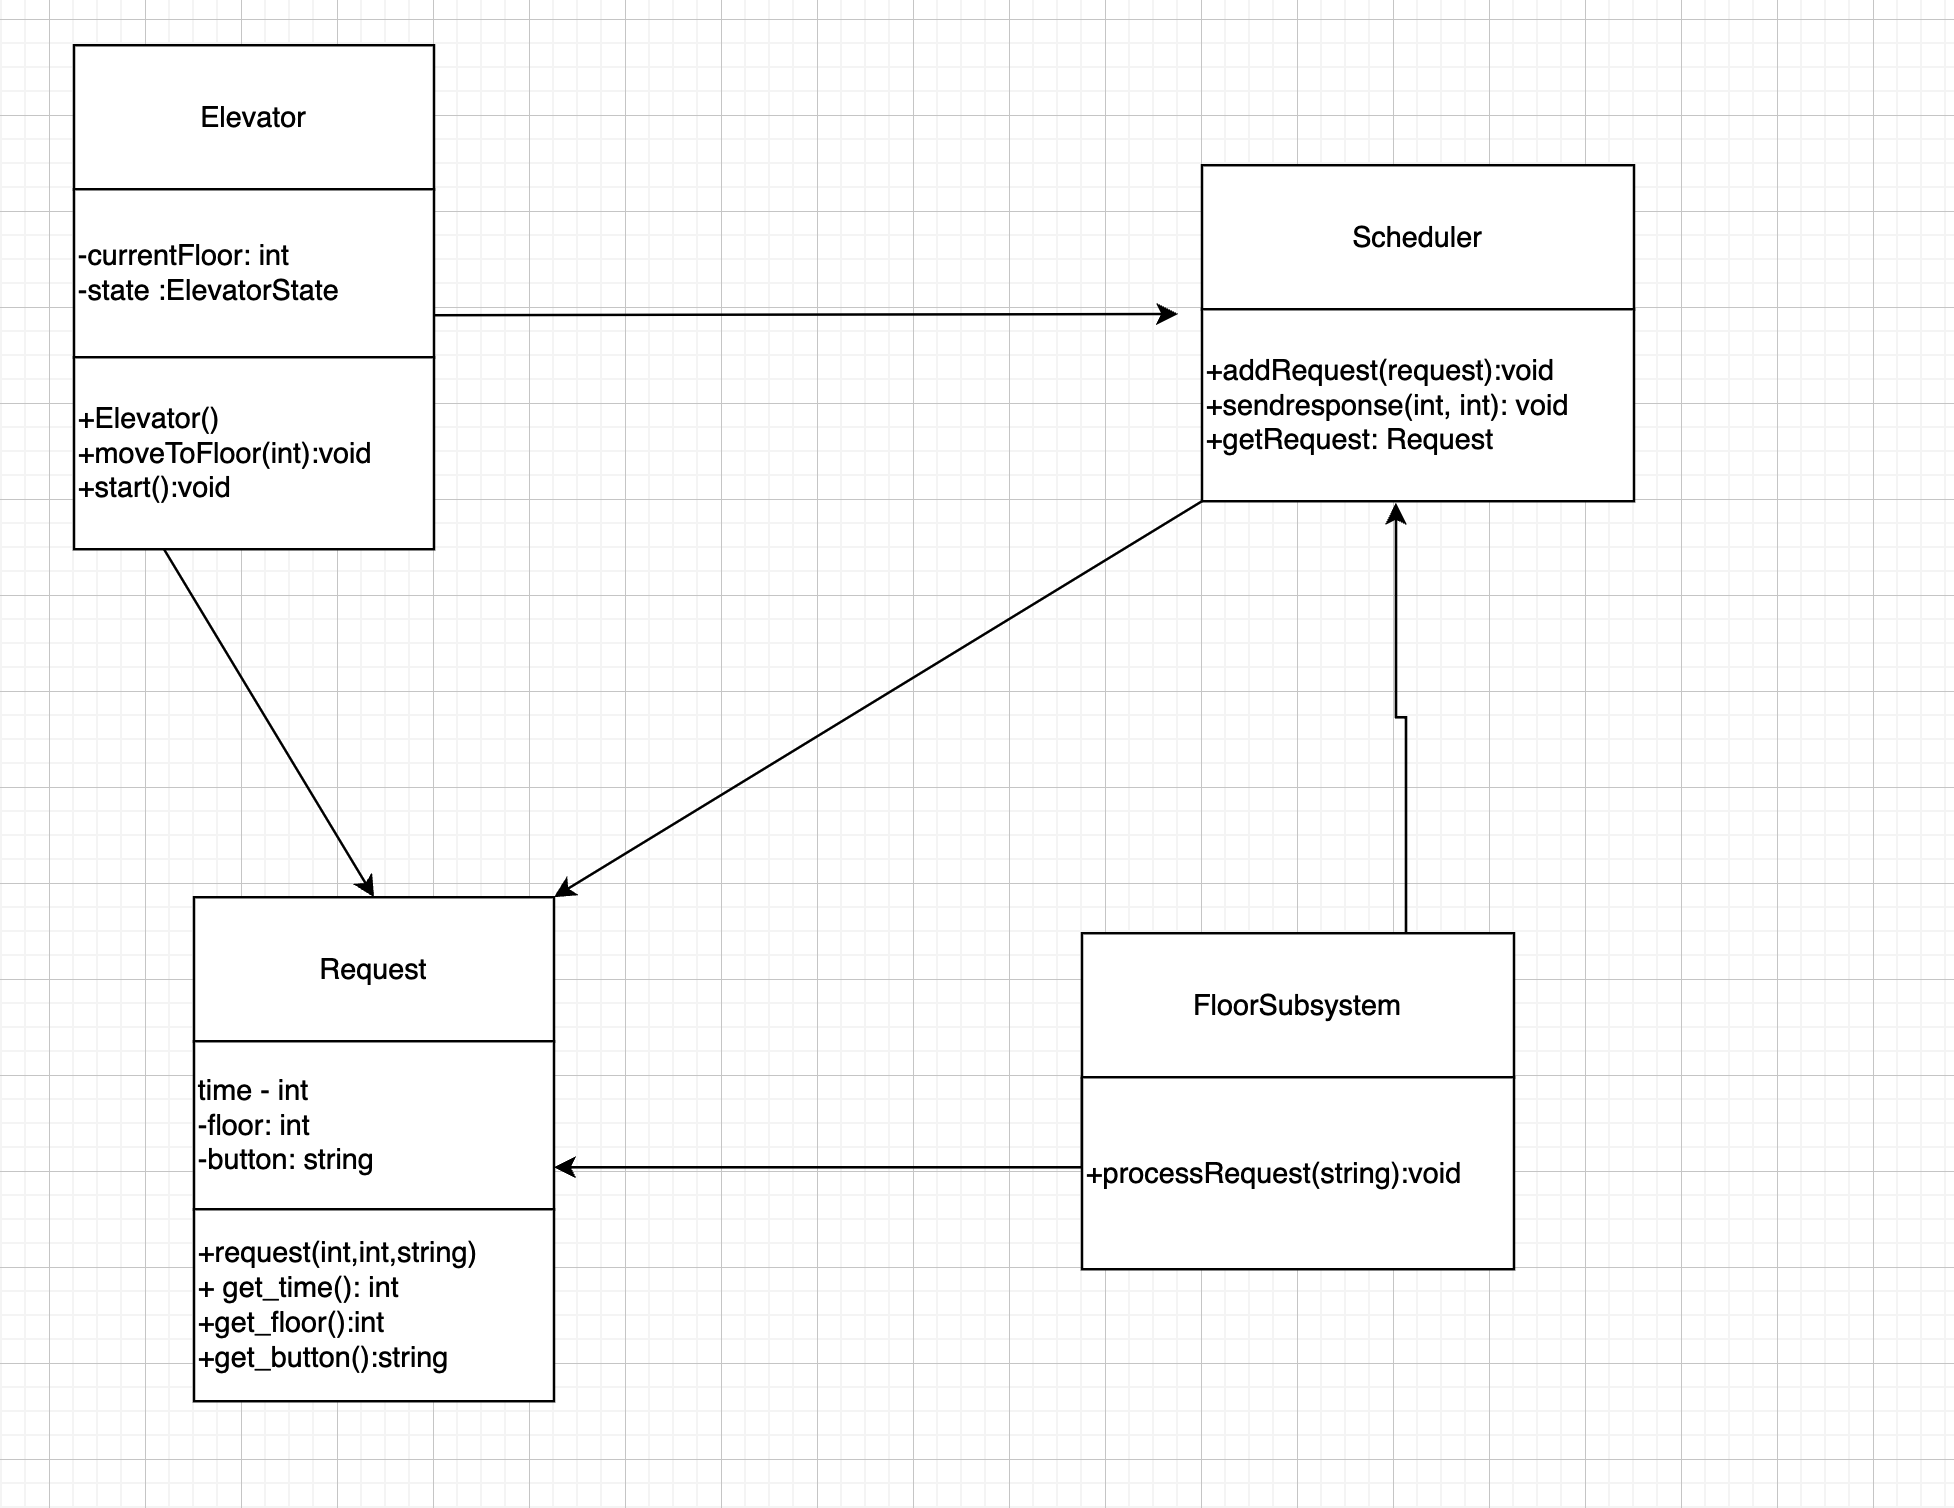 Elevator
-currentFloor: int
-state :ElevatorState
+Elevator()
+moveToFloor(int):void
+start():void
Scheduler
+addRequest(request):void
+sendresponse(int, int): void
+getRequest: Request
Request
time - int
-floor: int
-button: string
+request(int,int,string)
+ get_time(): int
+get_floor():int
+get_button():string
FloorSubsystem
+processRequest(string):void